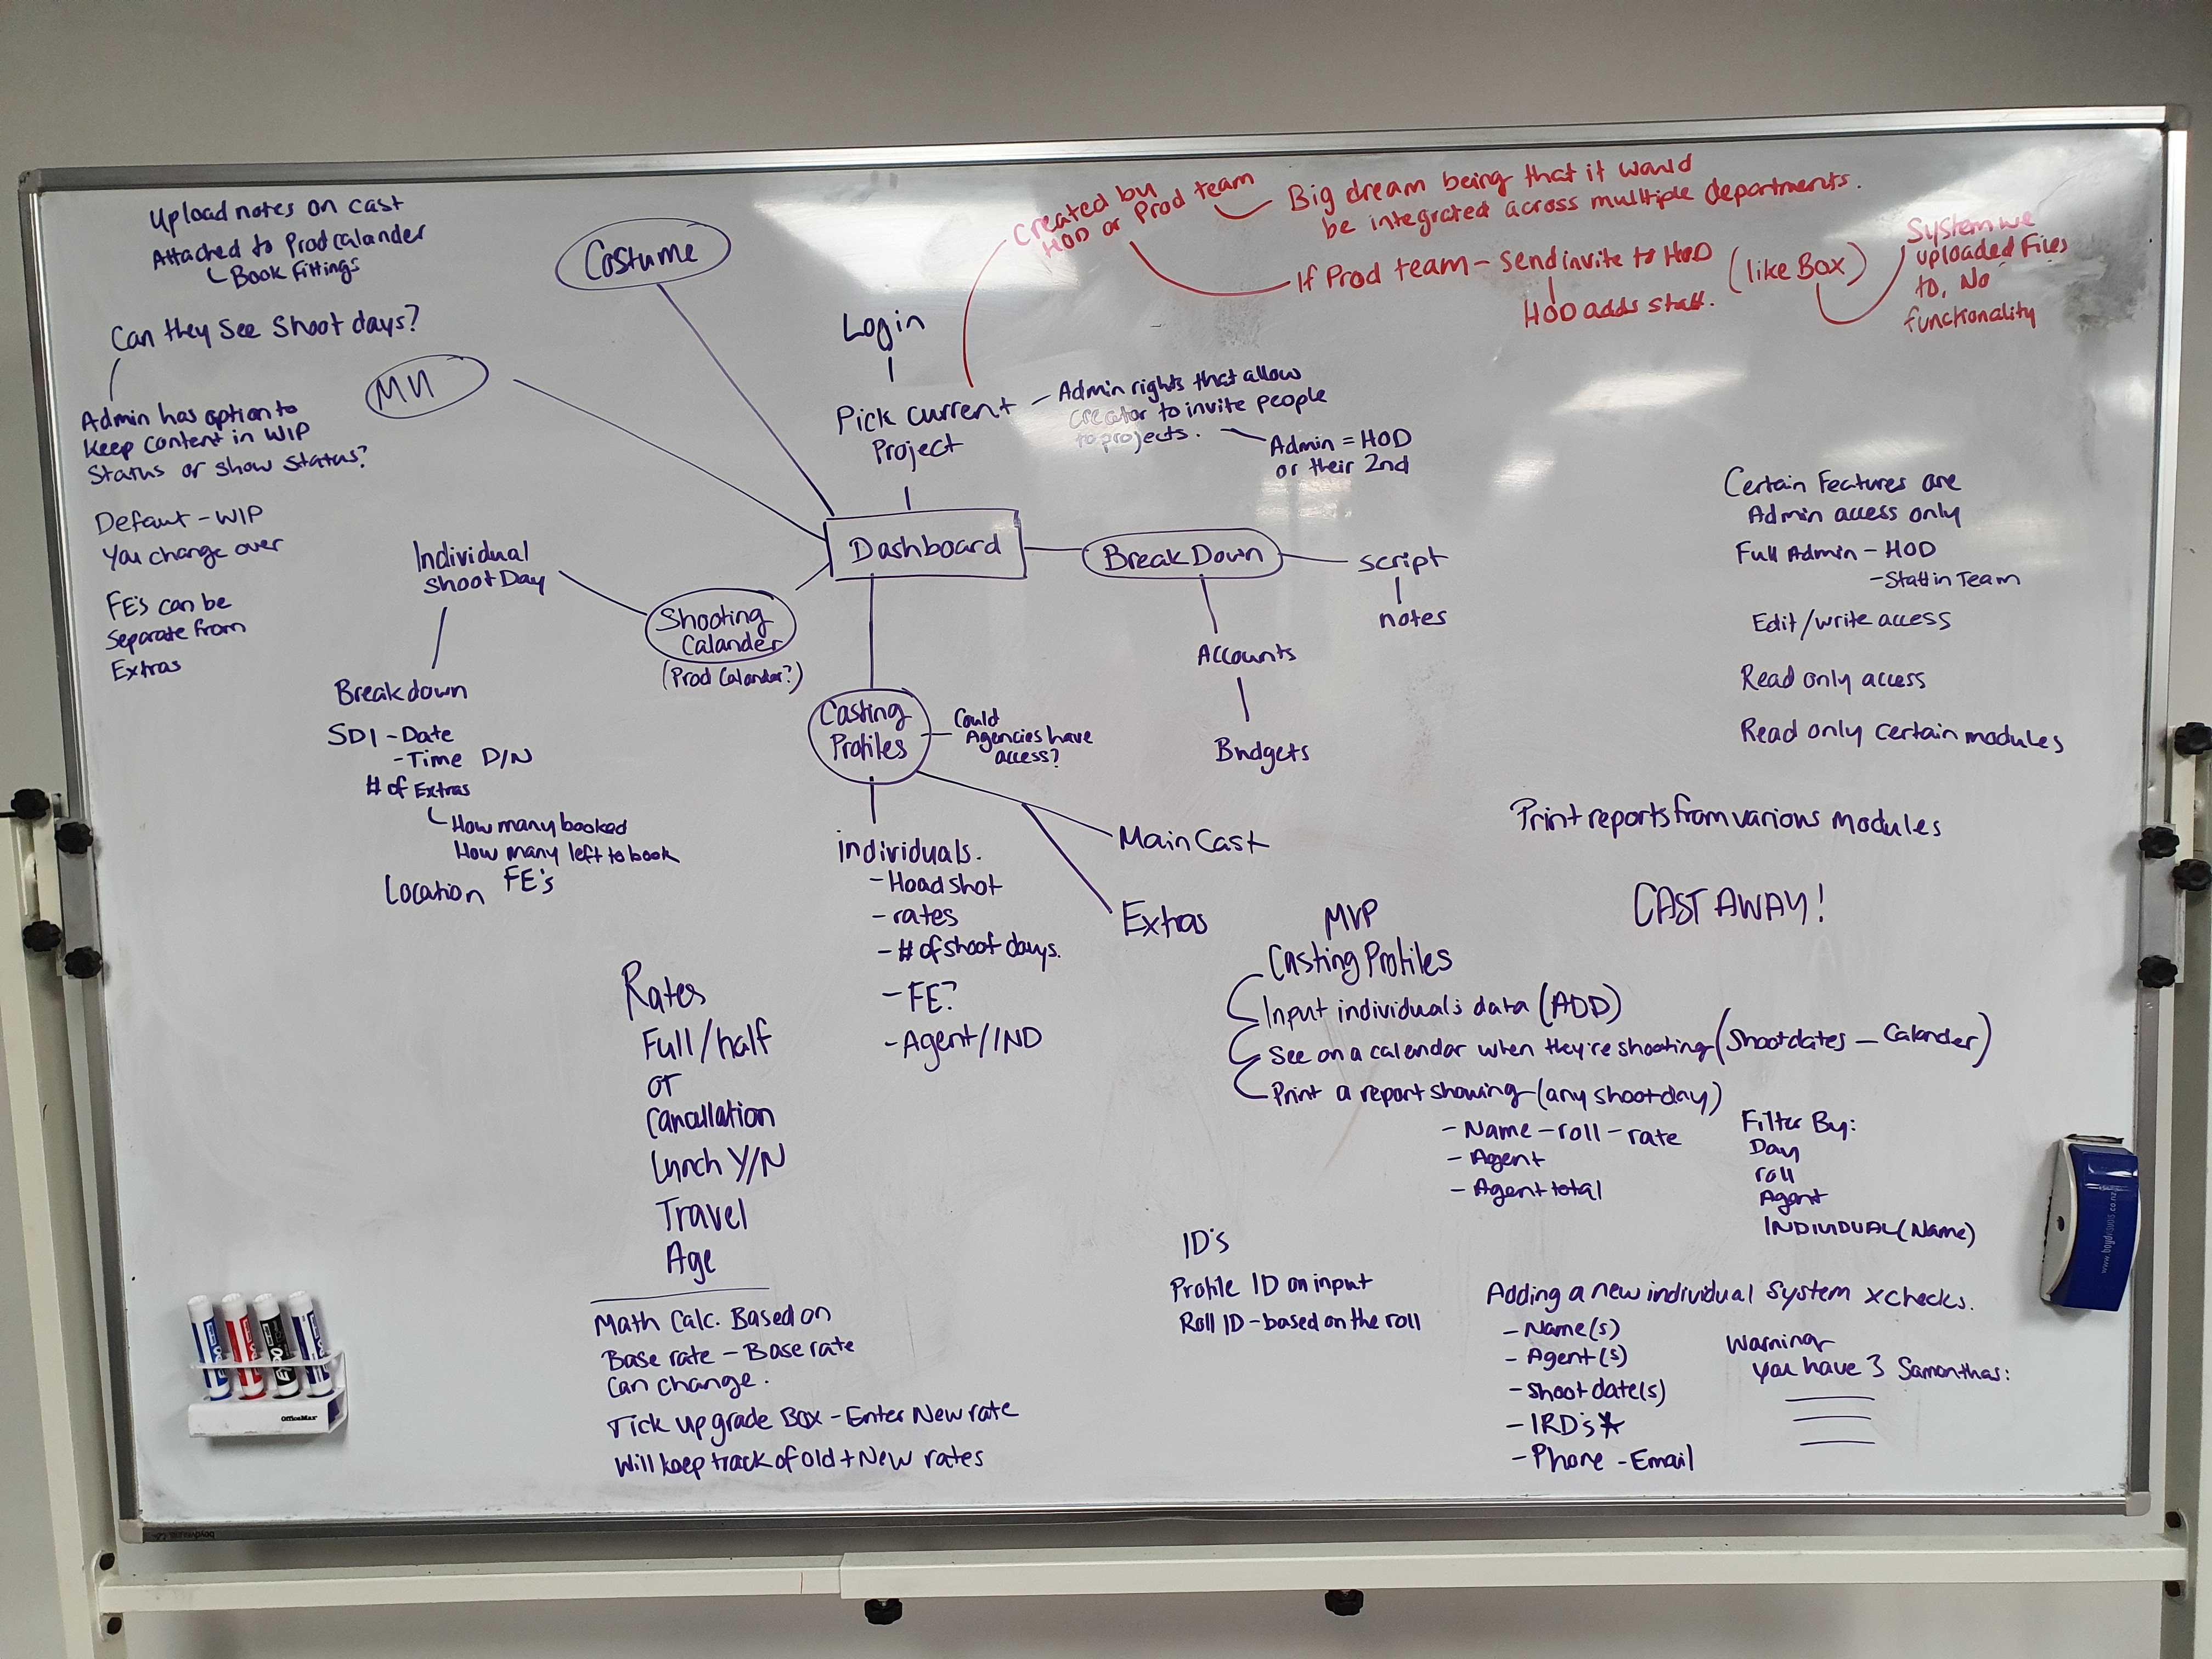 Upload notes on cast
Attached to Prod calander
Book Fittings
Can they see shoot days?
Admin has option to
keep content in WIP
Status or show status?
Defaut - WIP
You change over
FE's can be
Separate from
Extras
Costume
MU
Login
Pick current
Project
Admin rights that allow
creator to invite people
to projects.
Admin = HOD
or their 2nd
Created by
HOD or Prod team
Big dream being that it would
be integrated across multiple departments.
If Prod team - send invite to HOD
HOD adds staff.
(like Box)
System we
uploaded Files
to, No
functionality
Dashboard
BreakDown
script
notes
Accounts
Budgets
Shooting
Calander
(Prod Calander?)
Individual
Shoot Day
Breakdown
SD1 - Date
- Time D/N
# of Extras
How many booked
How many left to book
Location FE's
Casting
Profiles
Could
Agencies have
access?
Main Cast
Extras
individuals.
- Headshot
- rates
- # of shoot days.
- FE?
- Agent/IND
Rates
Full/half
or
Cancallation
Lunch Y/N
Travel
Age
Math Calc. Based on
Base rate - Base rate
can change.
Tick upgrade Box - Enter New rate
Will keep track of old + New rates
Certain Features are
Admin access only
Full Admin - HOD
- Staff in Team
Edit/write access
Read only access
Read only certain modules
Print reports from various modules
CAST AWAY!
MVP
Casting Profiles
Input individual's data (ADD)
See on a calendar when they're shooting (Shootdates - Calander)
Print a report showing (any shoot day)
- Name - roll - rate
- Agent
- Agent total
Filter By:
Day
roll
Agent
INDIVIDUAL (Name)
ID's
Profile ID on input
Roll ID - based on the roll
Adding a new individual System xchecks.
- Name(s)
- Agent(s)
- Shoot date(s)
- IRD's*
- Phone - Email
Warning
you have 3 Samanthas:
OfficeMax
EXPO